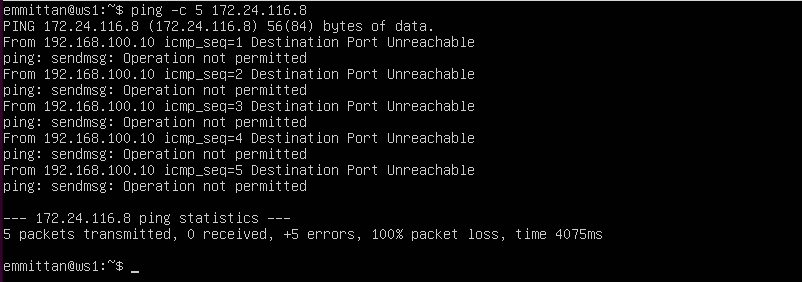 emmittan@ws1:~$ ping -c 5 172.24.116.8
PING 172.24.116.8 (172.24.116.8) 56(84) bytes of data.
From 192.168.100.10 icmp_seq=1 Destination Port Unreachable
ping: sendmsg: Operation not permitted
From 192.168.100.10 icmp_seq=2 Destination Port Unreachable
ping: sendmsg: Operation not permitted
From 192.168.100.10 icmp_seq=3 Destination Port Unreachable
ping: sendmsg: Operation not permitted
From 192.168.100.10 icmp_seq=4 Destination Port Unreachable
ping: sendmsg: Operation not permitted
From 192.168.100.10 icmp_seq=5 Destination Port Unreachable
ping: sendmsg: Operation not permitted
--- 172.24.116.8 ping statistics ---
5 packets transmitted, 0 received, +5 errors, 100% packet loss, time 4075ms
emmittan@ws1:~$ _